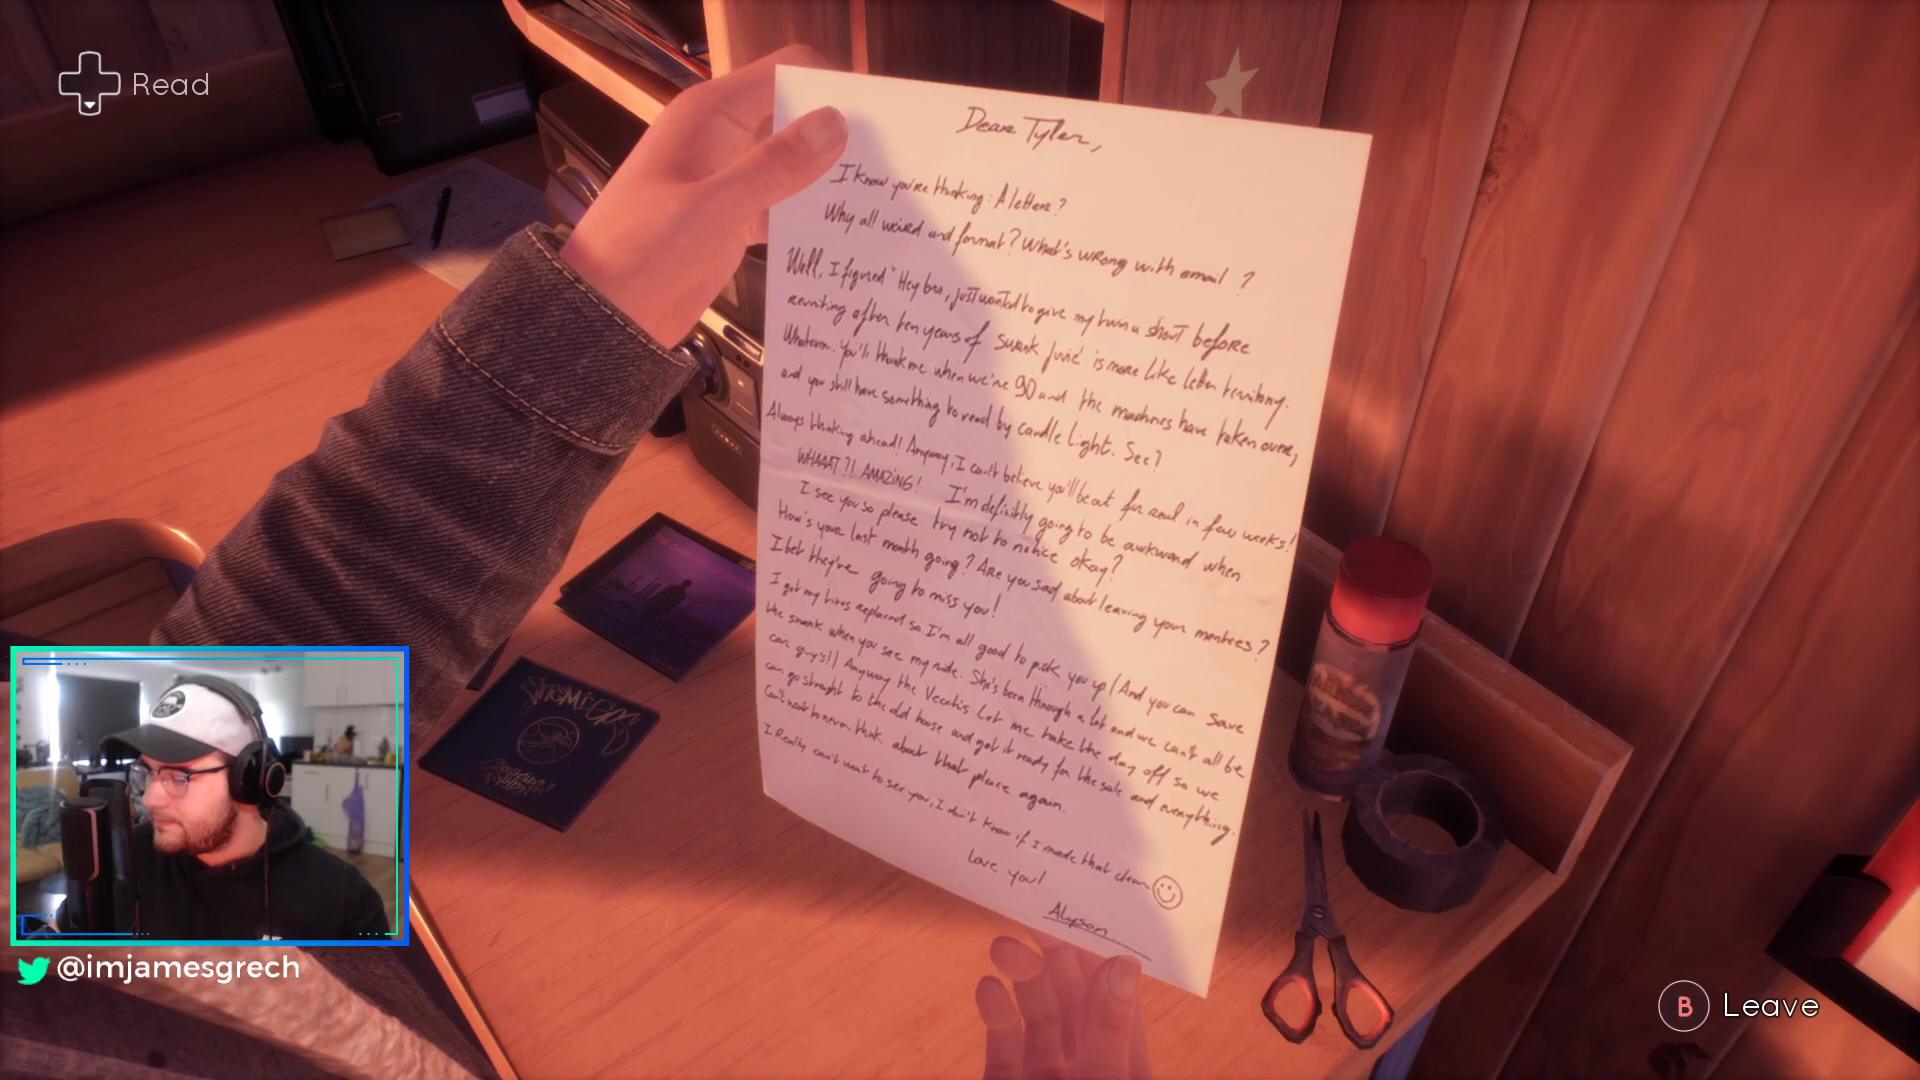 Read
Dear Tyler,
I know you're thinking: A letter?
Why all weird and format? What's wrong with email?
Well, I figured "Hey bro, just wanted to give my twin a shout before
reuniting after ten years of swank juvie' is more like letter territory.
Whatever. You'll thank me when we're 90 and the machines have taken over,
and you still have something to read by candle light. See?
Always thinking ahead! Anyway, I can't believe you'll be out for real in few weeks!
WHAAAT?! AMAZING! I'm definitly going to be awkward when
I see you so please try not to notice okay?
How's your last month going? Are you sad about leaving your mentees?
I bet they're going to miss you!
I got my tires replaced so I'm all good to pick you up (And you can save
the snark when you see my ride. She's been through a lot and we can't all be
car guys!) Anyway the Vecchis let me take the day off so we
can go straight to the old house and get it ready for the sale and everything.
Can't wait to never think about that place again.
I Really can't wait to see you, I don't know if I made that clear
Love you!
Alyson
@imjamesgrech
B Leave